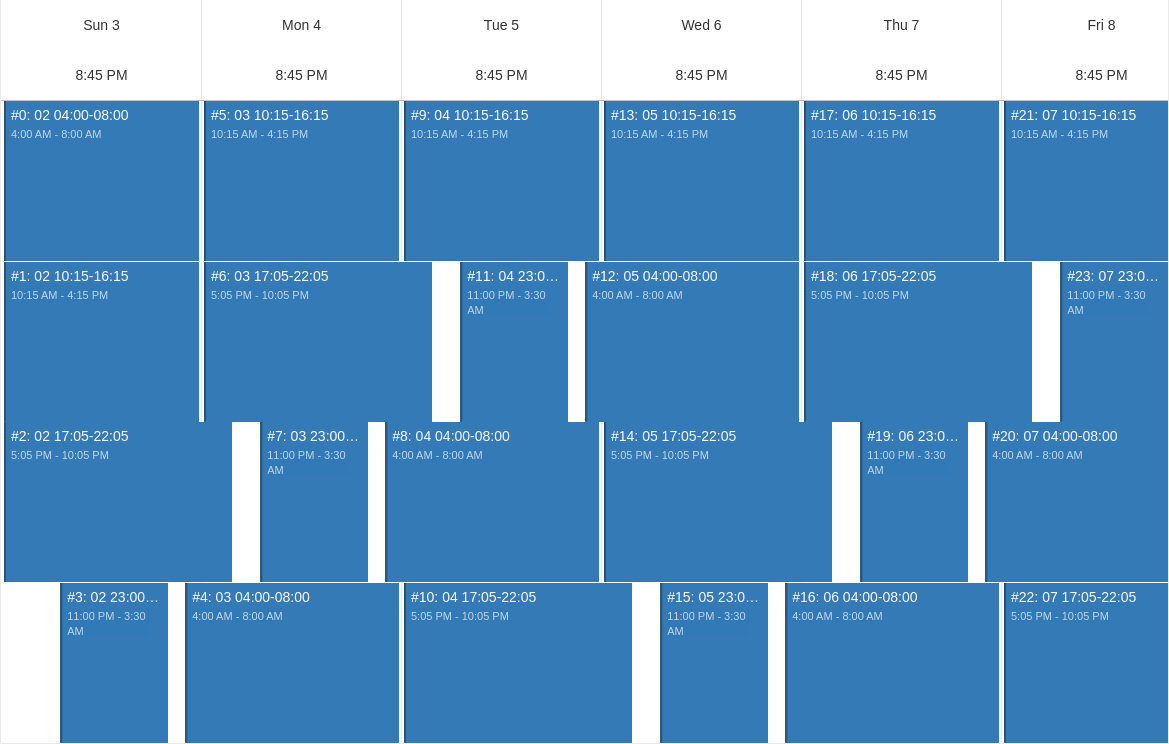 Sun 3
Mon 4
Tue 5
Wed 6
Thu 7
Fri 8
8:45 PM
8:45 PM
8:45 PM
8:45 PM
8:45 PM
8:45 PM
#0: 02 04:00-08:00
4:00 AM - 8:00 AM
#5: 03 10:15-16:15
10:15 AM - 4:15 PM
#9: 04 10:15-16:15
10:15 AM - 4:15 PM
#13: 05 10:15-16:15
10:15 AM - 4:15 PM
#17: 06 10:15-16:15
10:15 AM - 4:15 PM
#21: 07 10:15-16:15
10:15 AM - 4:15 PM
#1: 02 10:15-16:15
10:15 AM - 4:15 PM
#6: 03 17:05-22:05
5:05 PM - 10:05 PM
#11: 04 23:0…
11:00 PM - 3:30
AM
#12: 05 04:00-08:00
4:00 AM - 8:00 AM
#18: 06 17:05-22:05
5:05 PM - 10:05 PM
#23: 07 23:0…
11:00 PM - 3:30
AM
#2: 02 17:05-22:05
5:05 PM - 10:05 PM
#7: 03 23:00…
11:00 PM - 3:30
AM
#8: 04 04:00-08:00
4:00 AM - 8:00 AM
#14: 05 17:05-22:05
5:05 PM - 10:05 PM
#19: 06 23:0…
11:00 PM - 3:30
AM
#20: 07 04:00-08:00
4:00 AM - 8:00 AM
#3: 02 23:00…
11:00 PM - 3:30
AM
#4: 03 04:00-08:00
4:00 AM - 8:00 AM
#10: 04 17:05-22:05
5:05 PM - 10:05 PM
#15: 05 23:0…
11:00 PM - 3:30
AM
#16: 06 04:00-08:00
4:00 AM - 8:00 AM
#22: 07 17:05-22:05
5:05 PM - 10:05 PM